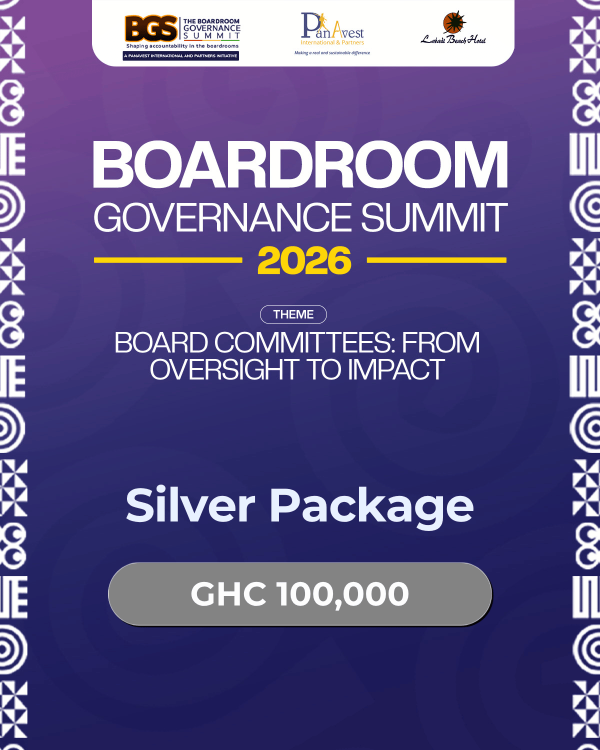 BGS THE BOARDROOM
GOVERNANCE
SUMMIT
Shaping accountability in the boardrooms
A PANAVEST INTERNATIONAL AND PARTNERS INITIATIVE
PanAvest
International & Partners
Making a real and sustainable difference
Labadi Beach Hotel
BOARDROOM
GOVERNANCE SUMMIT
2026
THEME
BOARD COMMITTEES: FROM
OVERSIGHT TO IMPACT
Silver Package
GHC 100,000